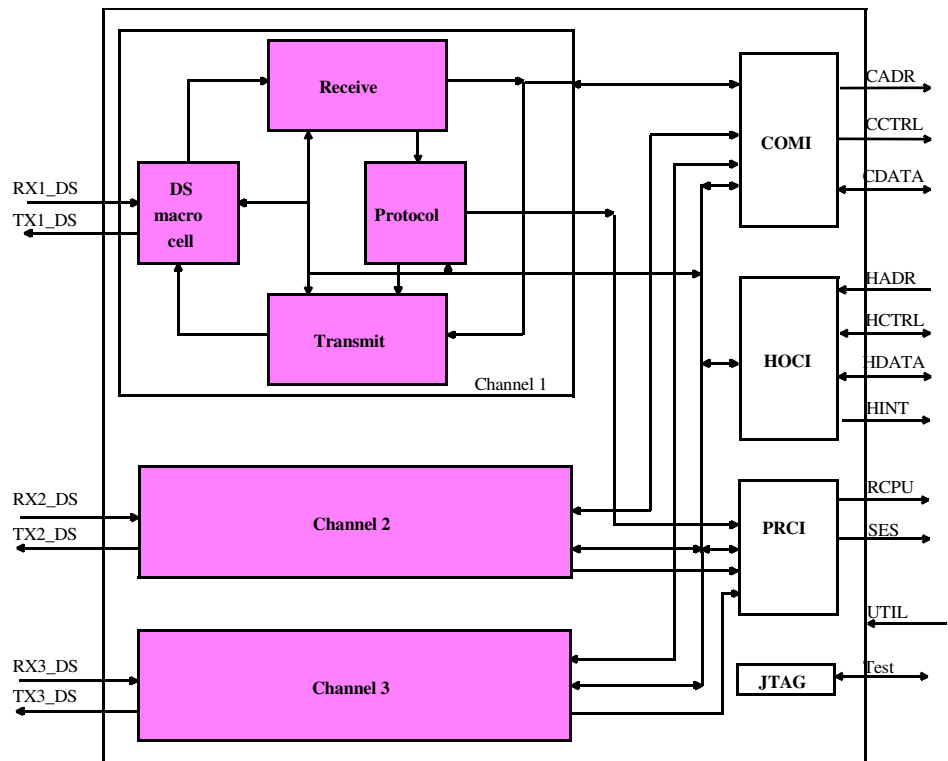 Receive
COMI
CADR
CCTRL
CDATA
RX1_DS
TX1_DS
DS
macro
cell
Protocol
Transmit
Channel 1
HOCI
HADR
HCTRL
HDATA
HINT
RX2_DS
TX2_DS
Channel 2
PRCI
RCPU
SES
UTIL
RX3_DS
TX3_DS
Channel 3
JTAG
Test